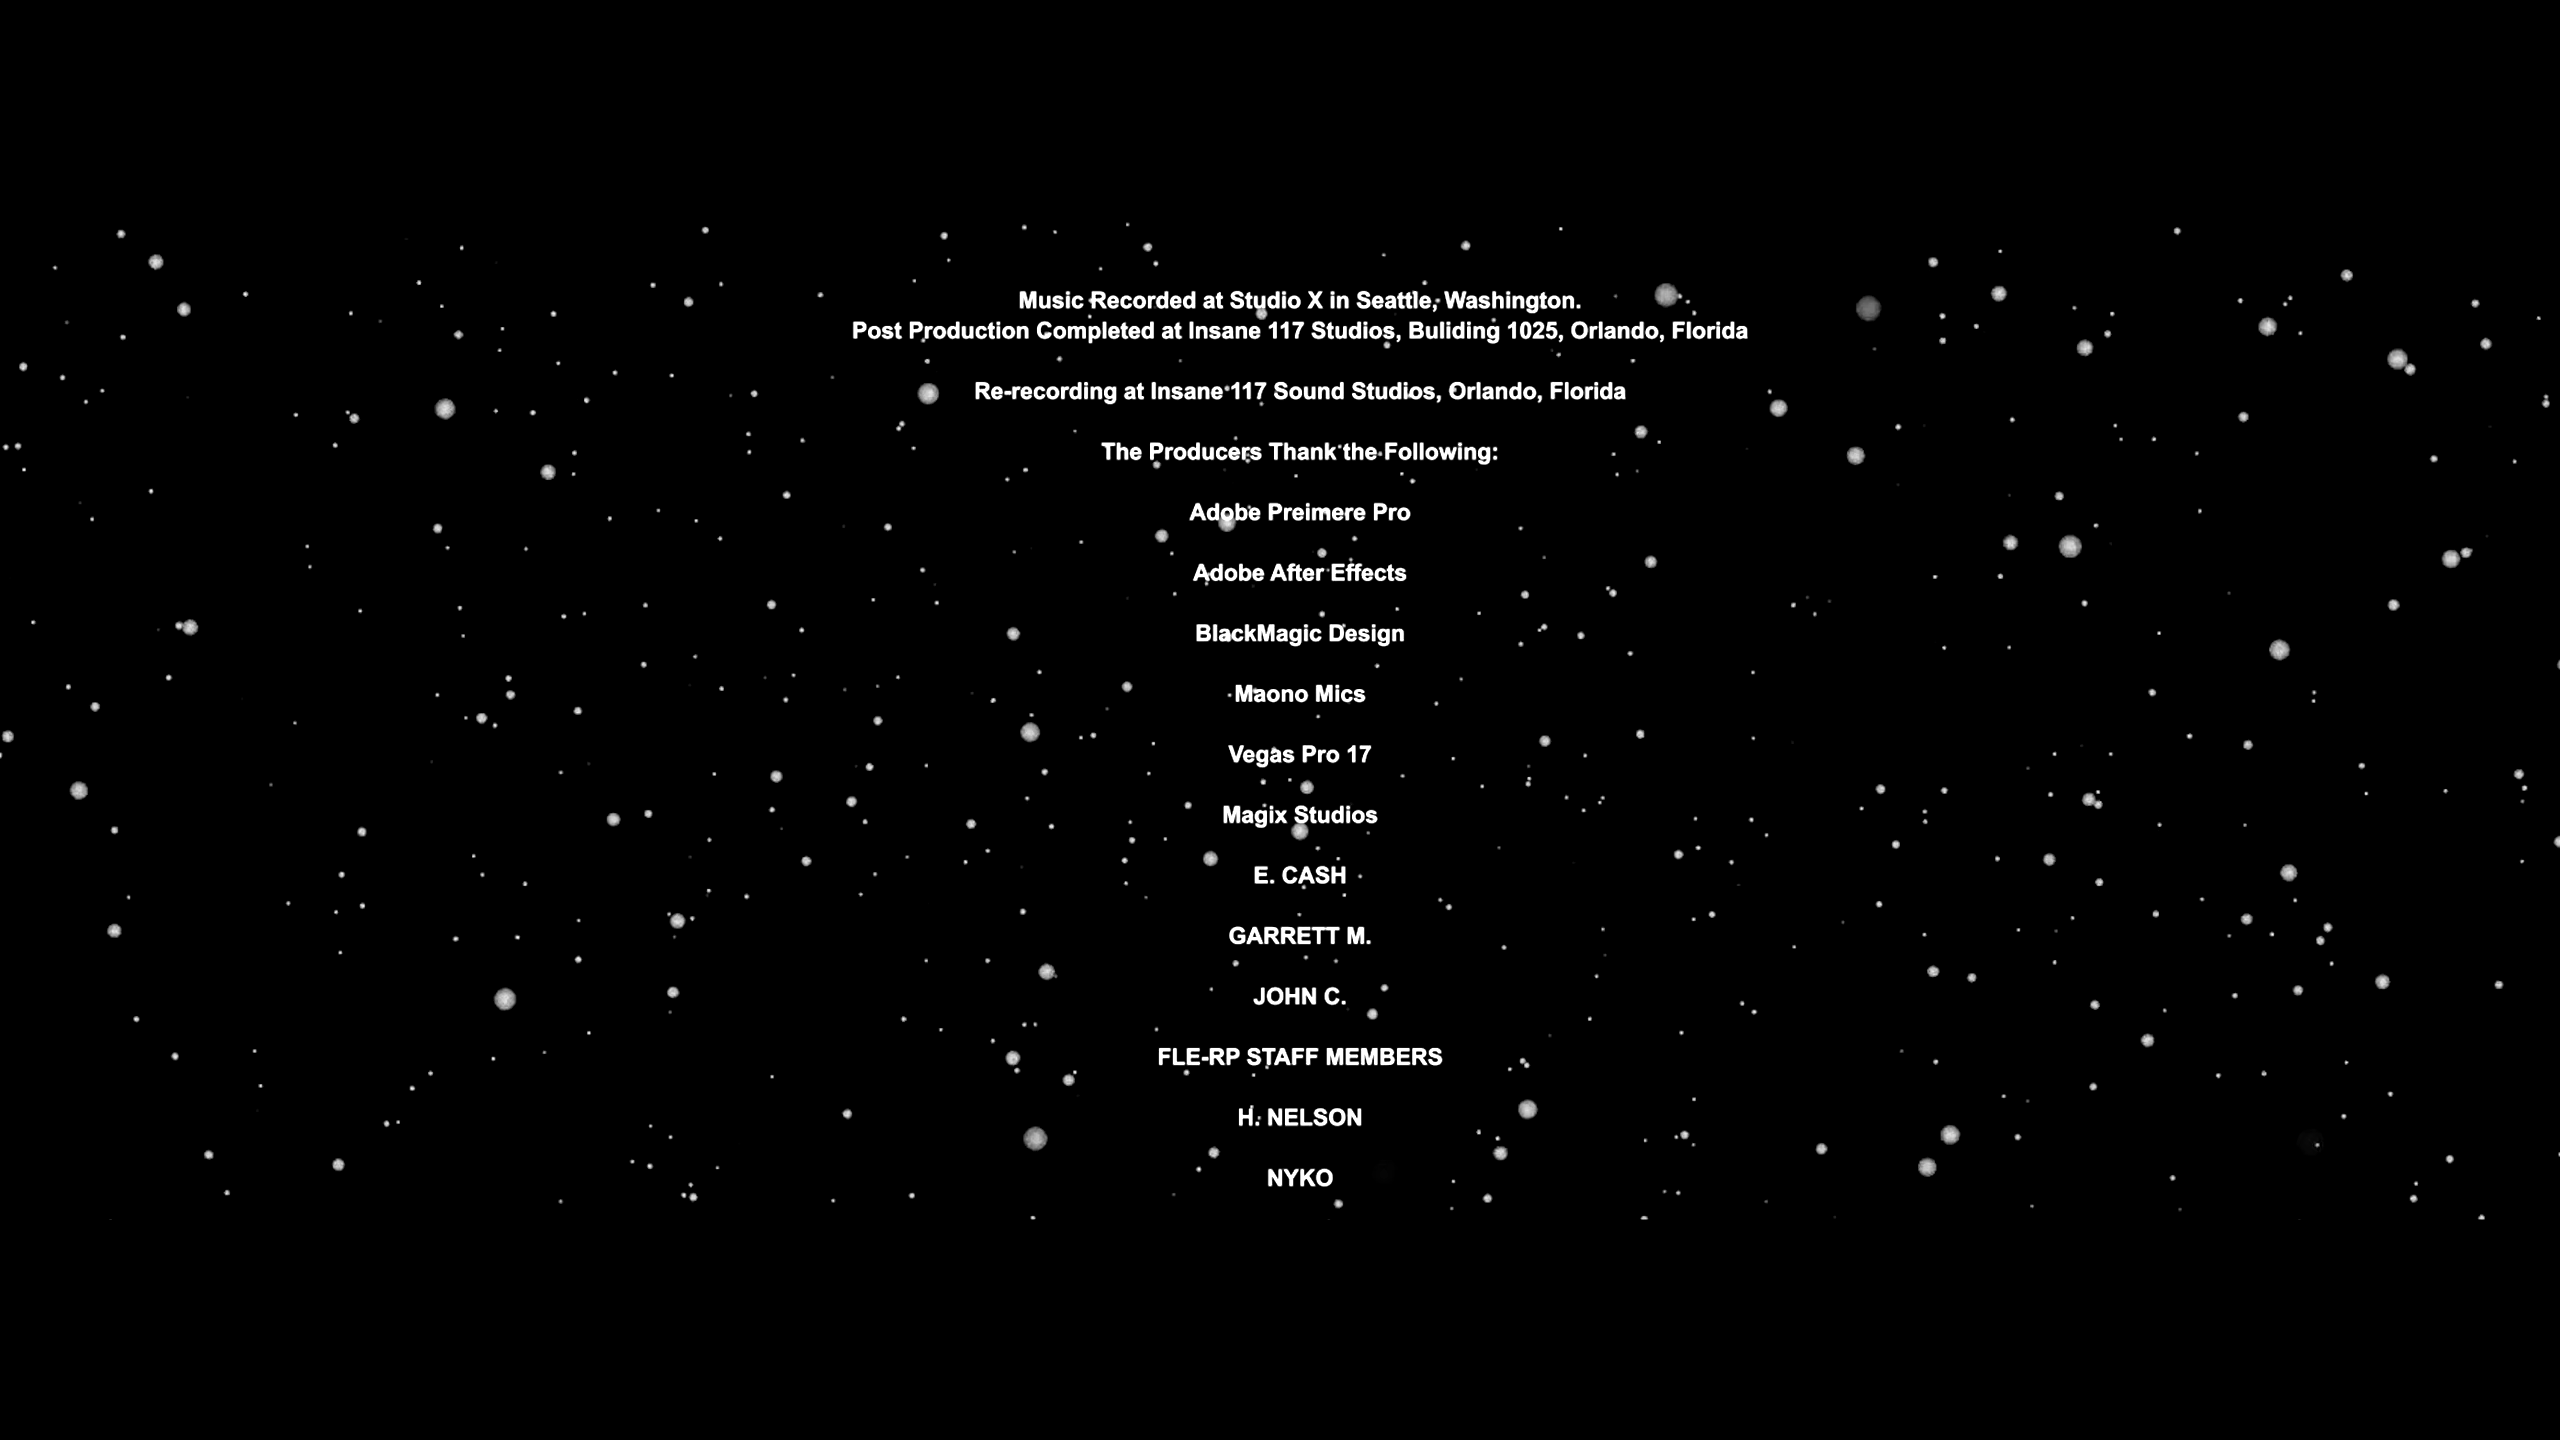 Music Recorded at Studio X in Seattle, Washington.
Post Production Completed at Insane 117 Studios, Buliding 1025, Orlando, Florida
Re-recording at Insane 117 Sound Studios, Orlando, Florida
The Producers Thank the Following:
Adobe Preimere Pro
Adobe After Effects
BlackMagic Design
Maono Mics
Vegas Pro 17
Magix Studios
E. CASH
GARRETT M.
JOHN C.
FLE-RP STAFF MEMBERS
H. NELSON
NYKO